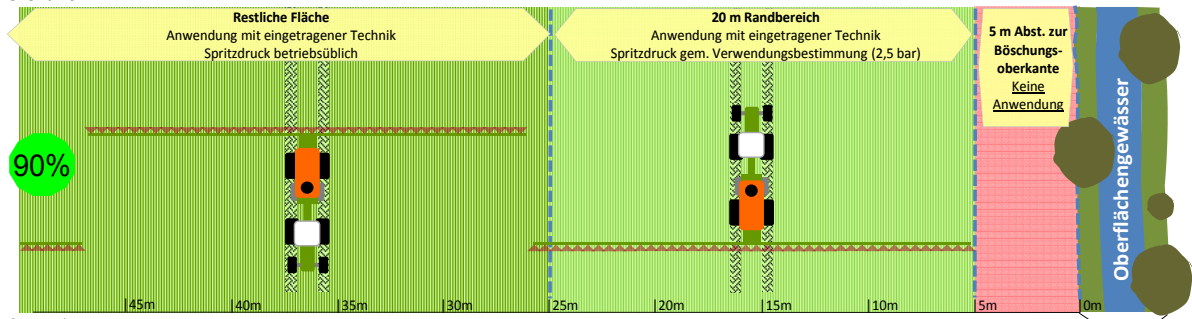 Restliche Fläche
Anwendung mit eingetragener Technik
Spritzdruck betriebsüblich
20 m Randbereich
Anwendung mit eingetragener Technik
Spritzdruck gem. Verwendungsbestimmung (2,5 bar)
5 m Abst. zur
Böschungs-
oberkante
Keine
Anwendung
90%
Oberflächengewässer
45m
40m
35m
30m
25m
20m
15m
10m
5m
0m